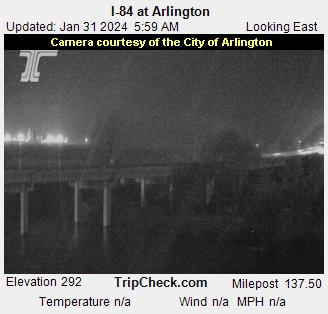 I-84 at Arlington
Updated: Jan 31 2024 5:59 AM Looking East
Camera courtesy of the City of Arlington
Elevation 292 TripCheck.com Milepost 137.50
Temperature n/a Wind n/a MPH n/a